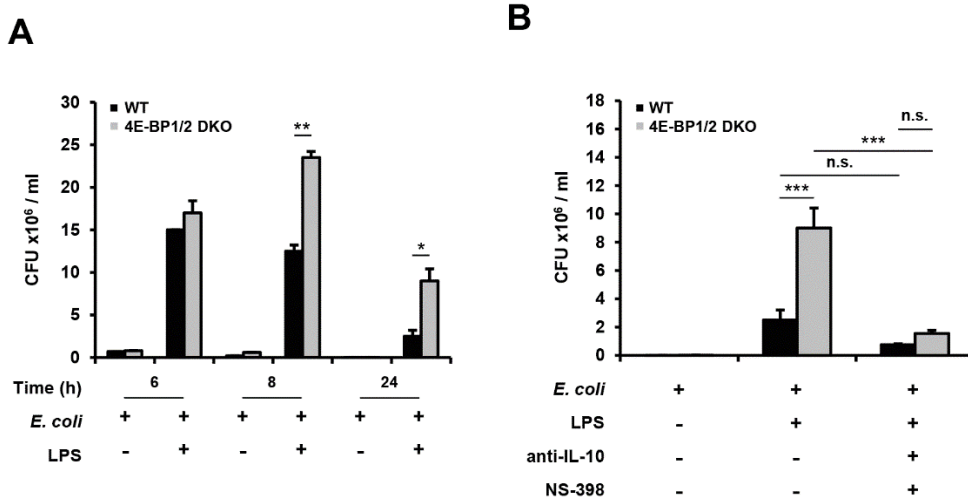 A
WT
4E-BP1/2 DKO
30
25
20
15
10
5
0
CFU x10⁶ / ml
**
*
Time (h) 6 8 24
E. coli + + + + + +
LPS - + - + - +
B
WT
4E-BP1/2 DKO
18
16
14
12
10
8
6
4
2
0
CFU x10⁶ / ml
n.s.
***
n.s.
***
E. coli + + +
LPS - + +
anti-IL-10 - - +
NS-398 - - +